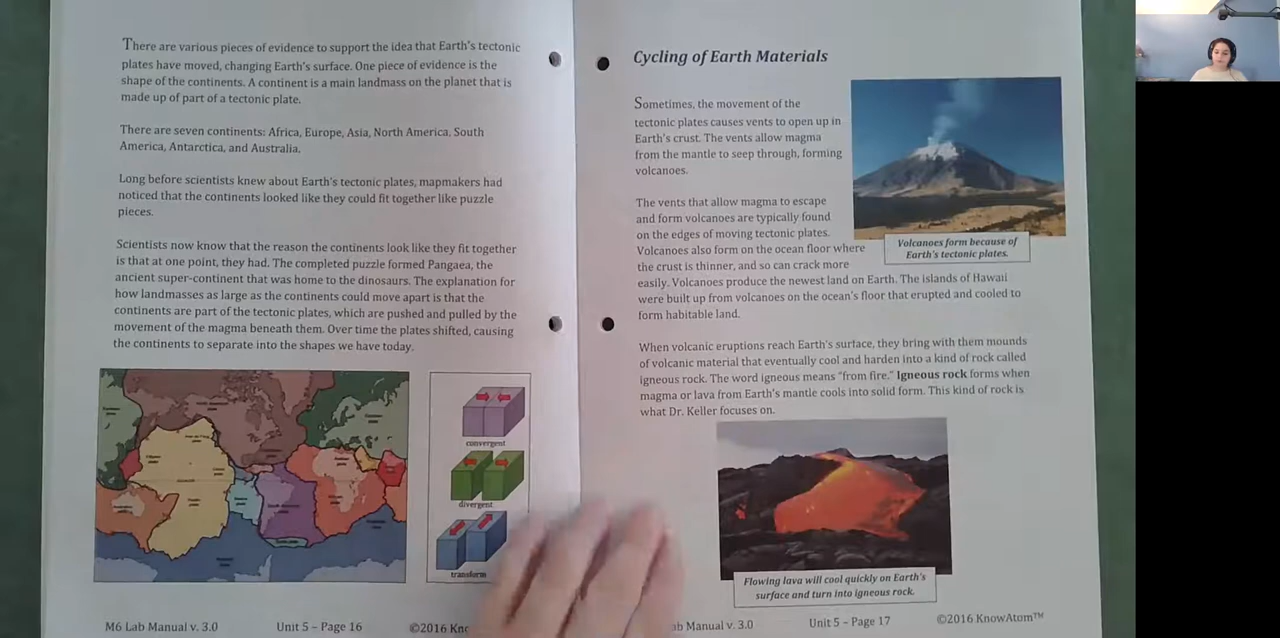 There are various pieces of evidence to support the idea that Earth's tectonic
plates have moved, changing Earth's surface. One piece of evidence is the
shape of the continents. A continent is a main landmass on the planet that is
made up of part of a tectonic plate.
There are seven continents: Africa, Europe, Asia, North America, South
America, Antarctica, and Australia.
Long before scientists knew about Earth's tectonic plates, mapmakers had
noticed that the continents looked like they could fit together like puzzle
pieces.
Scientists now know that the reason the continents look like they fit together
is that at one point, they had. The completed puzzle formed Pangaea, the
ancient super-continent that was home to the dinosaurs. The explanation for
how landmasses as large as the continents could move apart is that the
continents are part of the tectonic plates, which are pushed and pulled by the
movement of the magma beneath them. Over time the plates shifted, causing
the continents to separate into the shapes we have today.
convergent
divergent
transform
M6 Lab Manual v. 3.0 Unit 5 – Page 16 ©2016
Cycling of Earth Materials
Sometimes, the movement of the
tectonic plates causes vents to open up in
Earth's crust. The vents allow magma
from the mantle to seep through, forming
volcanoes.
The vents that allow magma to escape
and form volcanoes are typically found
on the edges of moving tectonic plates.
Volcanoes also form on the ocean floor where
the crust is thinner, and so can crack more
easily. Volcanoes produce the newest land on Earth. The islands of Hawaii
were built up from volcanoes on the ocean's floor that erupted and cooled to
form habitable land.
Volcanoes form because of
Earth's tectonic plates.
When volcanic eruptions reach Earth's surface, they bring with them mounds
of volcanic material that eventually cool and harden into a kind of rock called
igneous rock. The word igneous means "from fire." Igneous rock forms when
magma or lava from Earth's mantle cools into solid form. This kind of rock is
what Dr. Keller focuses on.
Flowing lava will cool quickly on Earth's
surface and turn into igneous rock.
Manual v. 3.0 Unit 5 – Page 17 ©2016 KnowAtom™